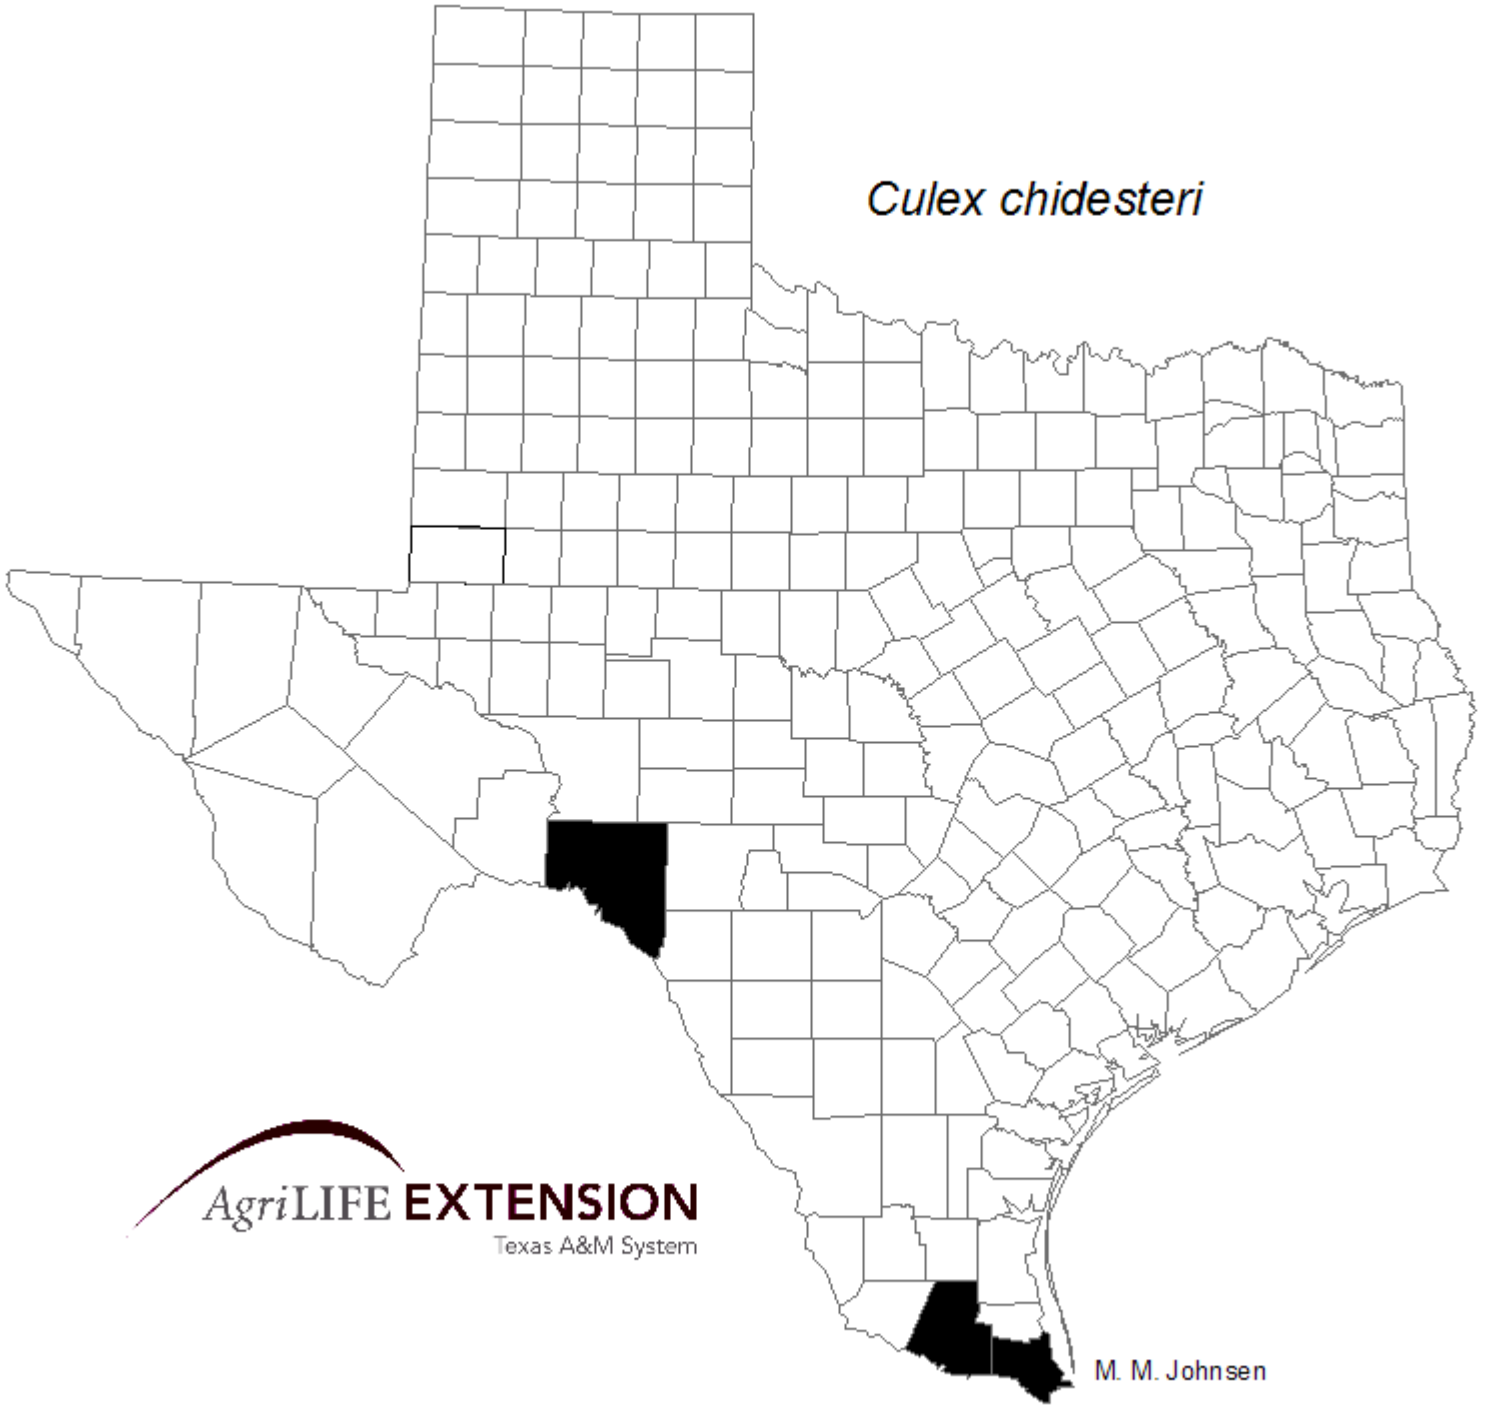 Culex chidesteri
AgriLIFE EXTENSION
Texas A&M System
M. M. Johnsen